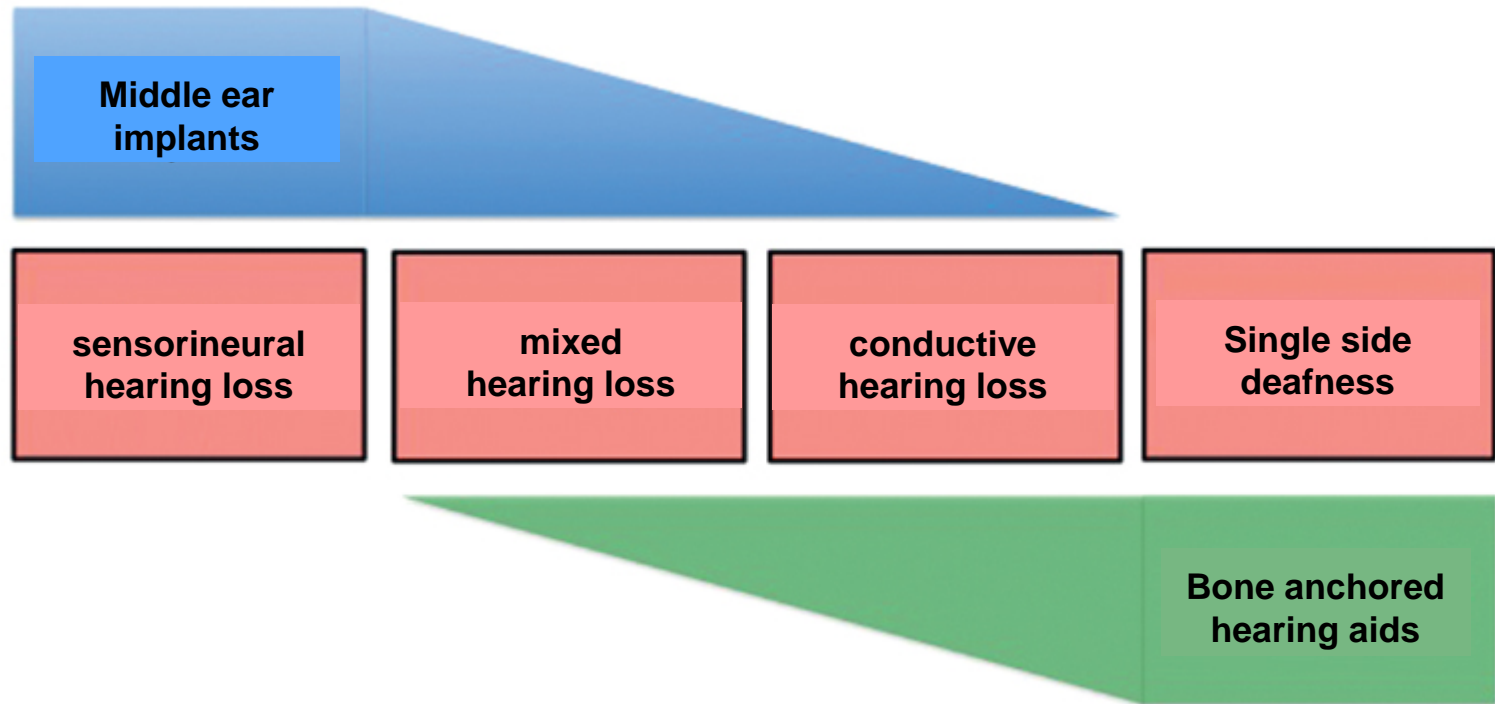 Middle ear
implants
sensorineural
hearing loss
mixed
hearing loss
conductive
hearing loss
Single side
deafness
Bone anchored
hearing aids